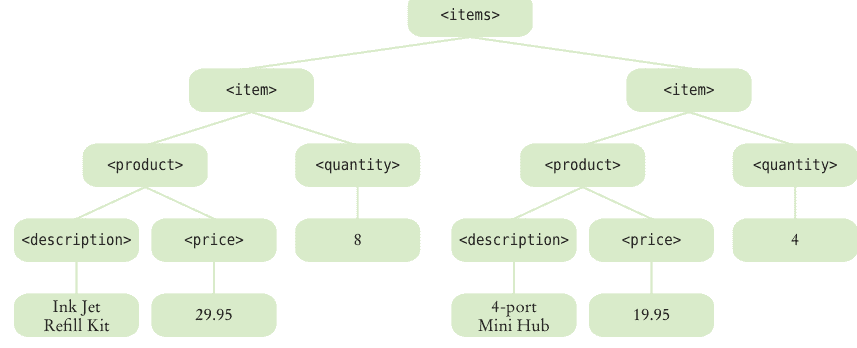 <items>
<item>
<item>
<product>
<quantity>
<product>
<quantity>
<description>
<price>
8
<description>
<price>
4
Ink Jet
Refill Kit
29.95
4-port
Mini Hub
19.95